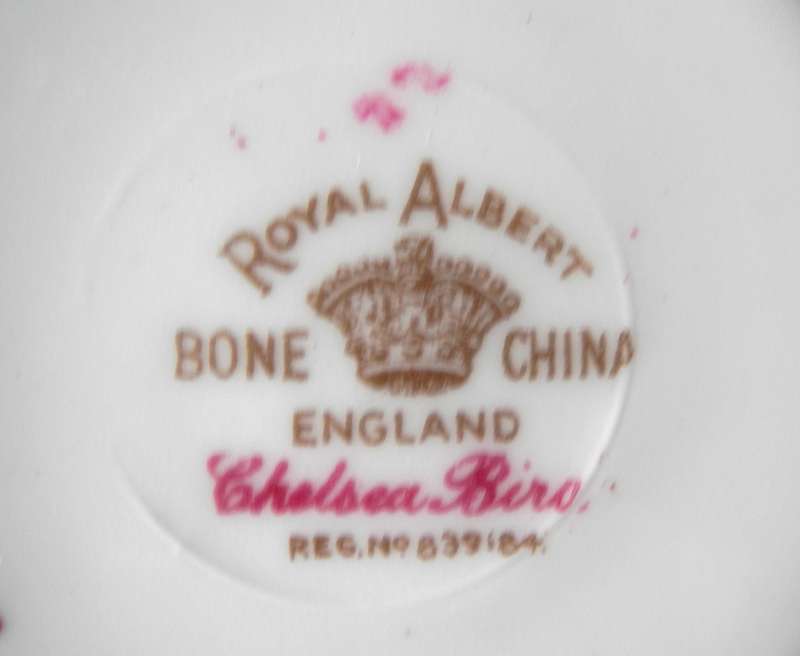 ROYAL ALBERT
BONE CHINA
ENGLAND
Chelsea Bird
REG. No 839184.